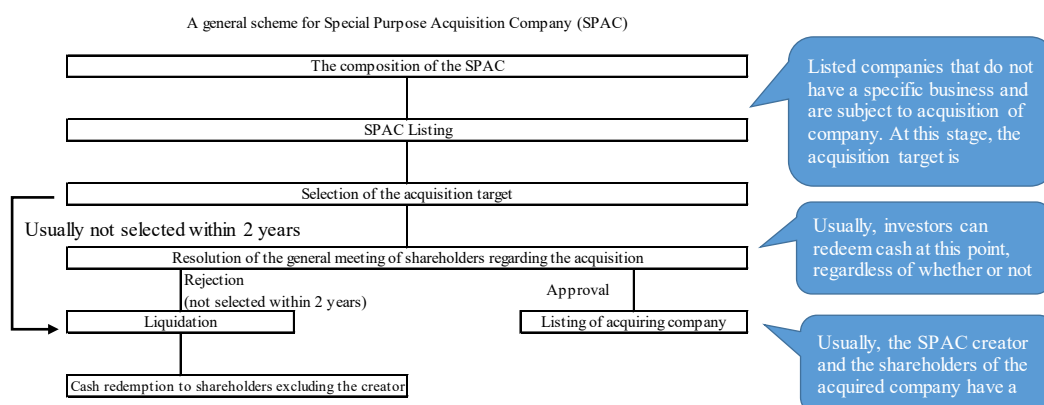 A general scheme for Special Purpose Acquisition Company (SPAC)
The composition of the SPAC
Listed companies that do not
have a specific business and
are subject to acquisition of
company. At this stage, the
acquisition target is
SPAC Listing
Selection of the acquisition target
Usually not selected within 2 years
Usually, investors can
redeem cash at this point,
regardless of whether or not
Resolution of the general meeting of shareholders regarding the acquisition
Rejection
(not selected within 2 years)
Approval
Liquidation
Listing of acquiring company
Usually, the SPAC creator
and the shareholders of the
acquired company have a
Cash redemption to shareholders excluding the creator